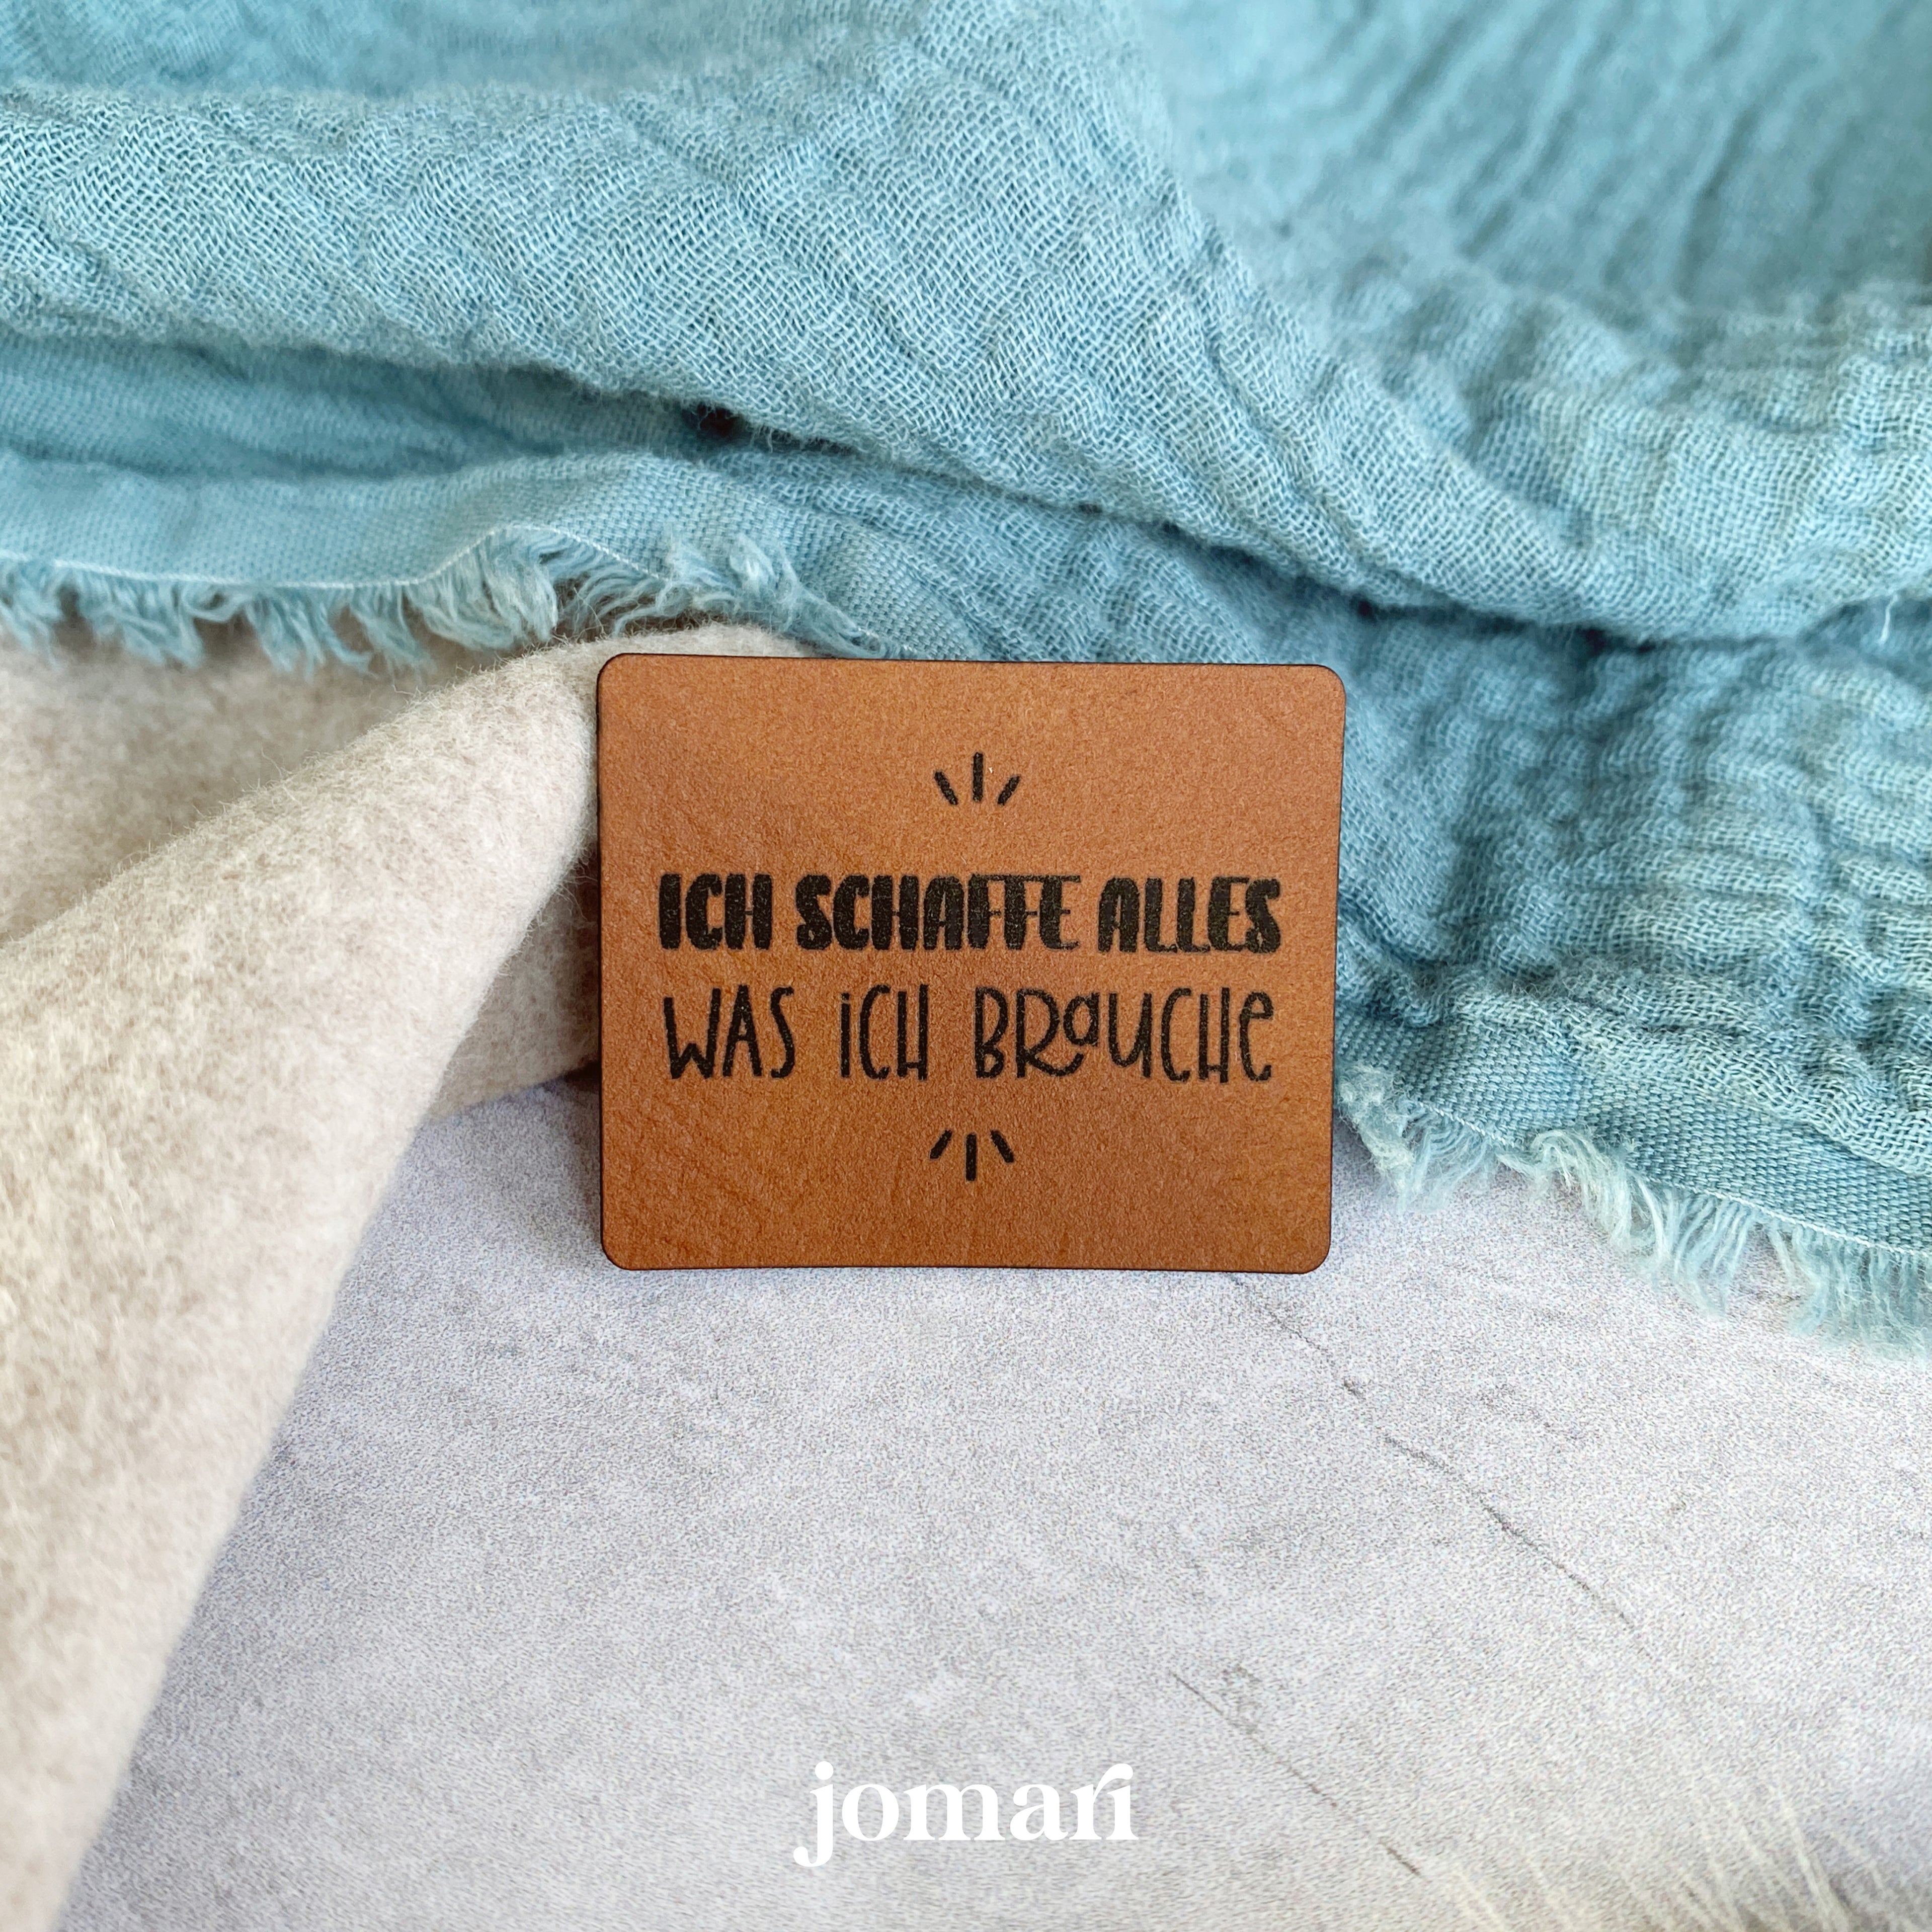 ICH SCHAFFE ALLES
WAS iCH BRauCHe
jomari